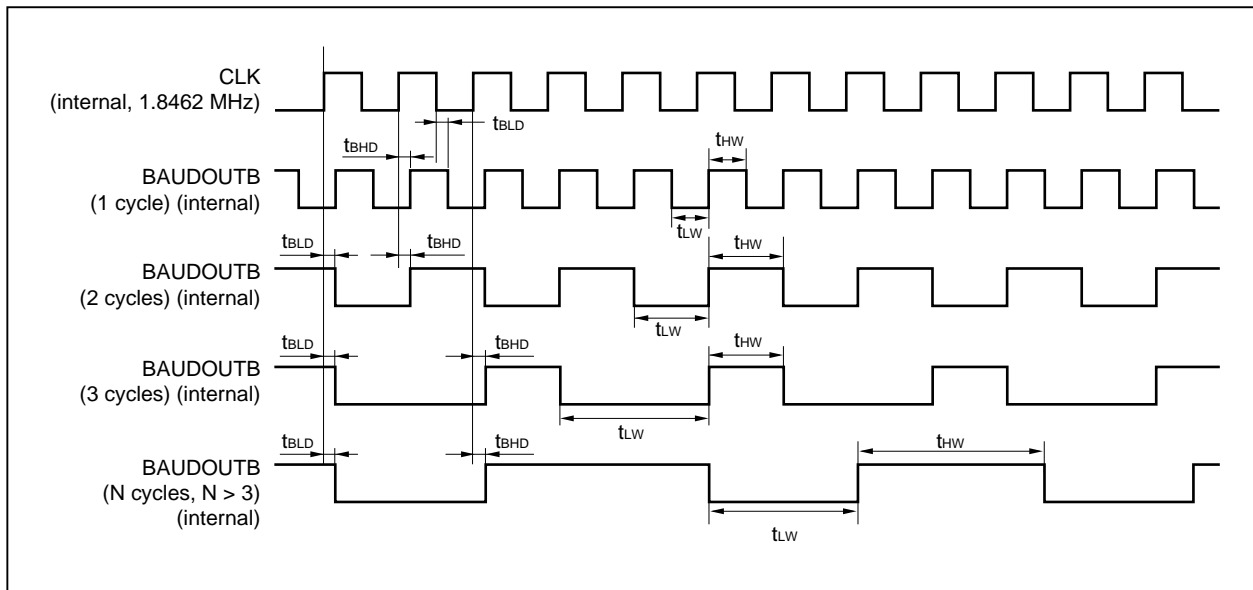 CLK
(internal, 1.8462 MHz)
tBLD
tBHD
tHW
BAUDOUTB
(1 cycle) (internal)
tLW
tBLD
tBHD
tHW
BAUDOUTB
(2 cycles) (internal)
tLW
tBLD
tBHD
tHW
BAUDOUTB
(3 cycles) (internal)
tLW
tBLD
tBHD
tHW
BAUDOUTB
(N cycles, N > 3)
(internal)
tLW